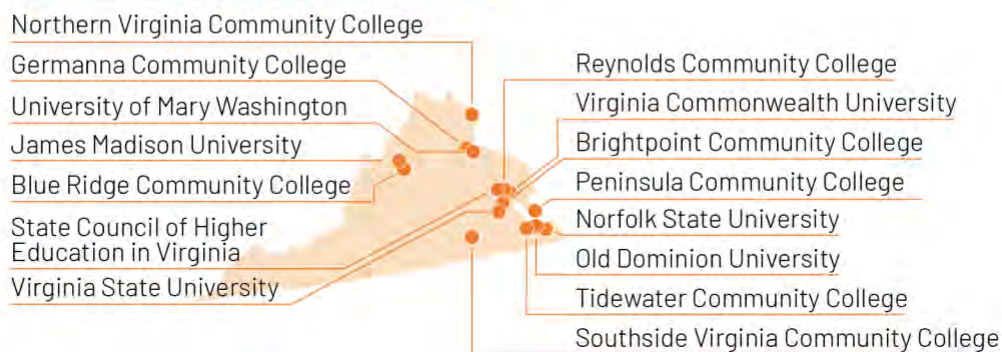 Northern Virginia Community College
Germanna Community College
University of Mary Washington
James Madison University
Blue Ridge Community College
State Council of Higher
Education in Virginia
Virginia State University
Reynolds Community College
Virginia Commonwealth University
Brightpoint Community College
Peninsula Community College
Norfolk State University
Old Dominion University
Tidewater Community College
Southside Virginia Community College